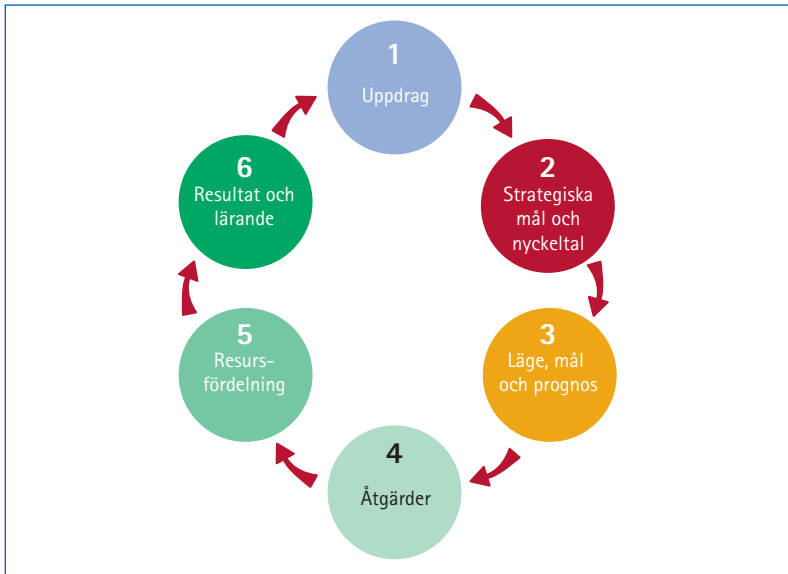 1
Uppdrag
2
Strategiska
mål och
nyckeltal
3
Läge, mål
och prognos
4
Åtgärder
5
Resurs-
fördelning
6
Resultat och
lärande